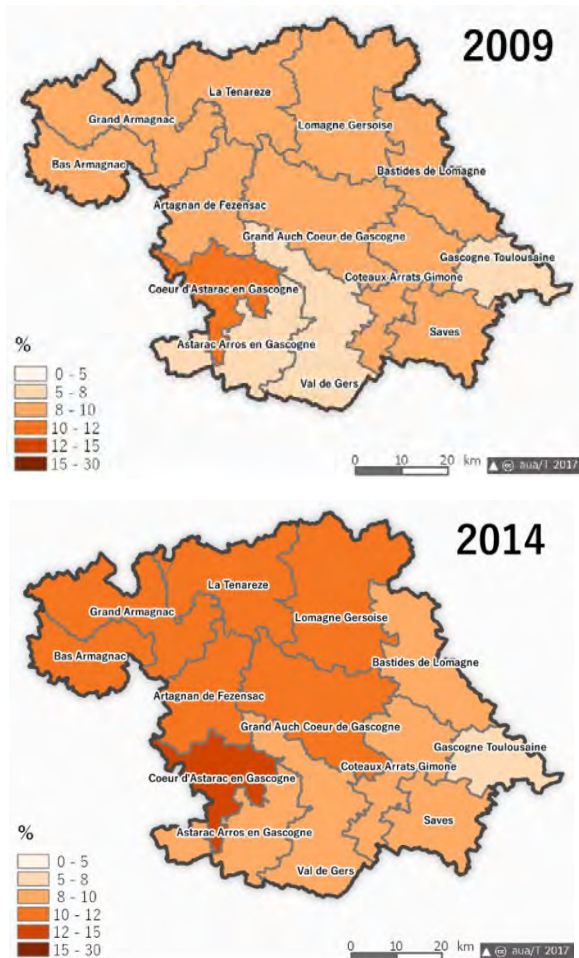 2009
La Tenareze
Grand Armagnac
Lomagne Gersoise
Bas Armagnac
Bastides de Lomagne
Artagnan de Fezensac
Grand Auch Coeur de Gascogne
Gascogne Toulousaine
Coteaux Arrats Gimone
Coeur d'Astarac en Gascogne
Saves
Astarac Arros en Gascogne
Val de Gers
%
0 - 5
5 - 8
8 - 10
10 - 12
12 - 15
15 - 30
0 10 20 km
aua/T 2017
2014
La Tenareze
Grand Armagnac
Lomagne Gersoise
Bas Armagnac
Bastides de Lomagne
Artagnan de Fezensac
Grand Auch Coeur de Gascogne
Gascogne Toulousaine
Coteaux Arrats Gimone
Coeur d'Astarac en Gascogne
Saves
Astarac Arros en Gascogne
Val de Gers
%
0 - 5
5 - 8
8 - 10
10 - 12
12 - 15
15 - 30
0 10 20 km
aua/T 2017